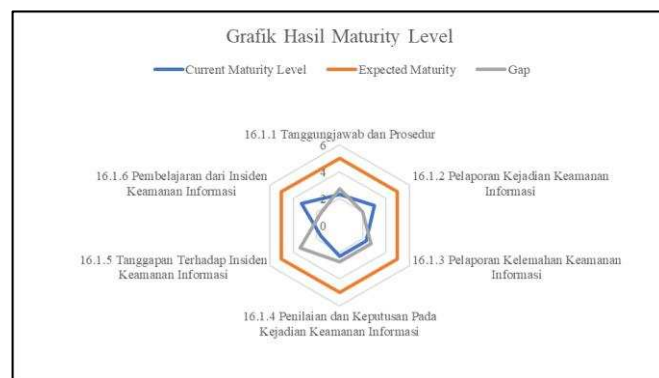 Grafik Hasil Maturity Level
Current Maturity Level
Expected Maturity
Gap
16.1.1 Tanggungjawab dan Prosedur
6
4
2
0
16.1.2 Pelaporan Kejadian Keamanan
Informasi
16.1.3 Pelaporan Kelemahan Keamanan
Informasi
16.1.4 Penilaian dan Keputusan Pada
Kejadian Keamanan Informasi
16.1.5 Tanggapan Terhadap Insiden
Keamanan Informasi
16.1.6 Pembelajaran dari Insiden
Keamanan Informasi